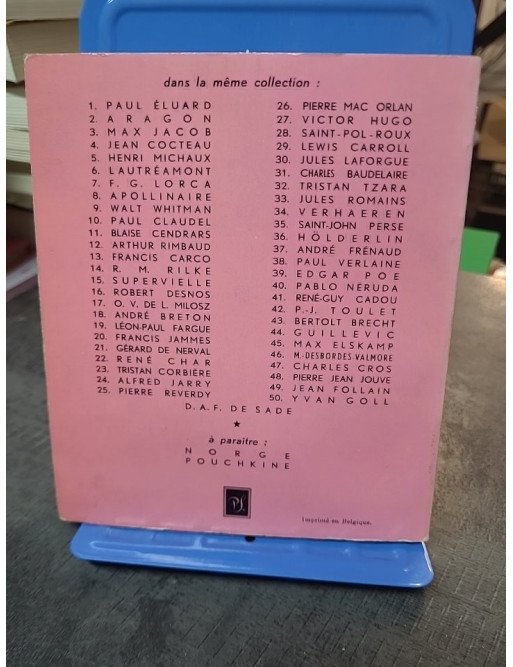 dans la même collection :
1. PAUL ÉLUARD
2. ARAGON
3. MAX JACOB
4. JEAN COCTEAU
5. HENRI MICHAUX
6. LAUTRÉAMONT
7. F. G. LORCA
8. APOLLINAIRE
9. WALT WHITMAN
10. PAUL CLAUDEL
11. BLAISE CENDRARS
12. ARTHUR RIMBAUD
13. FRANCIS CARCO
14. R. M. RILKE
15. SUPERVIELLE
16. ROBERT DESNOS
17. O. V. DE L. MILOSZ
18. ANDRÉ BRETON
19. LÉON-PAUL FARGUE
20. FRANCIS JAMMES
21. GÉRARD DE NERVAL
22. RENÉ CHAR
23. TRISTAN CORBIÈRE
24. ALFRED JARRY
25. PIERRE REVERDY
26. PIERRE MAC ORLAN
27. VICTOR HUGO
28. SAINT-POL-ROUX
29. LEWIS CARROLL
30. JULES LAFORGUE
31. CHARLES BAUDELAIRE
32. TRISTAN TZARA
33. JULES ROMAINS
34. VERHAEREN
35. SAINT-JOHN PERSE
36. HÖLDERLIN
37. ANDRÉ FRÉNAUD
38. PAUL VERLAINE
39. EDGAR POE
40. PABLO NERUDA
41. RENÉ-GUY CADOU
42. P.-J. TOULET
43. BERTOLT BRECHT
44. GUILLEVIC
45. MAX ELSKAMP
46. M.-DESBORDES-VALMORE
47. CHARLES CROS
48. PIERRE JEAN JOUVE
49. JEAN FOLLAIN
50. YVAN GOLL
D. A. F. DE SADE
★
à paraître :
NORGE
POUCHKINE
PS
Imprimé en Belgique.